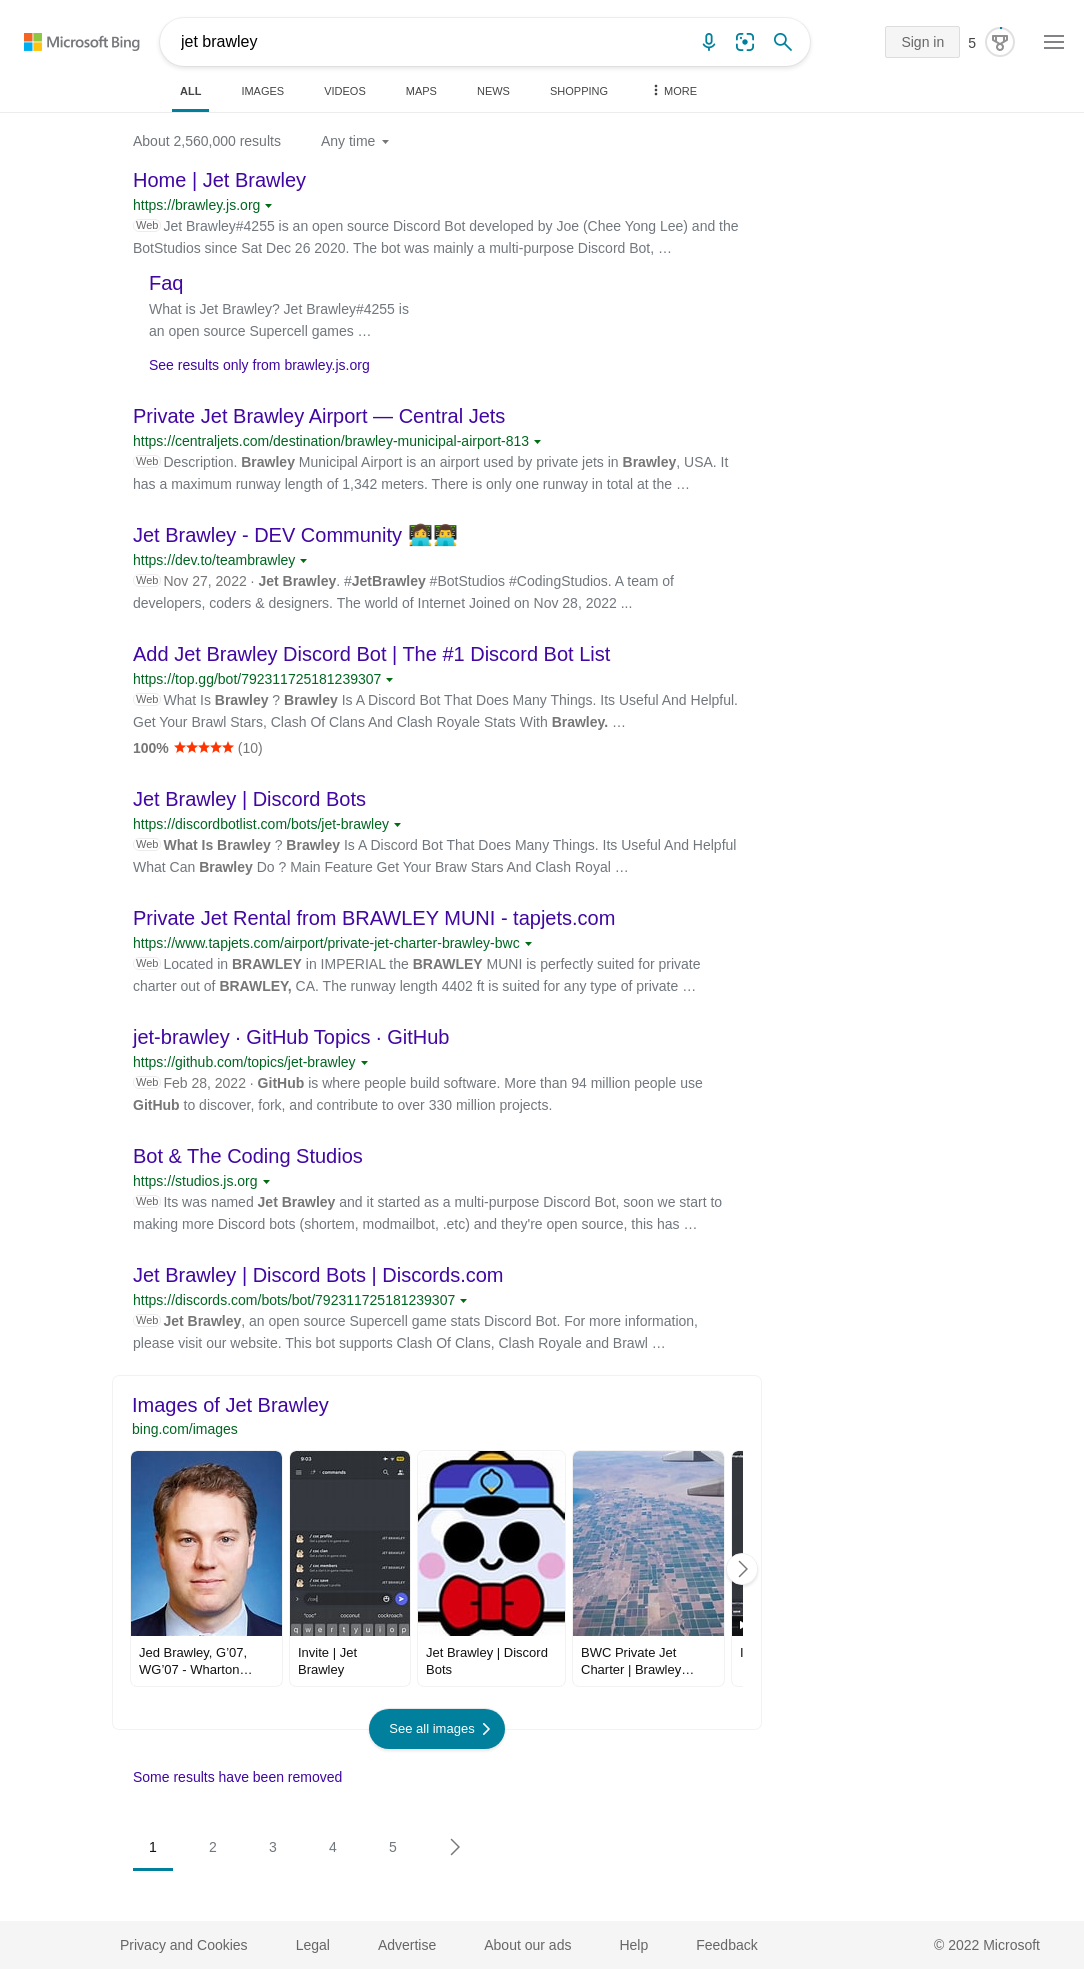 Microsoft Bing
jet brawley
Sign in
5
ALL
IMAGES
VIDEOS
MAPS
NEWS
SHOPPING
MORE
About 2,560,000 results
Any time
Home | Jet Brawley
https://brawley.js.org
Web Jet Brawley#4255 is an open source Discord Bot developed by Joe (Chee Yong Lee) and the
BotStudios since Sat Dec 26 2020. The bot was mainly a multi-purpose Discord Bot, …
Faq
What is Jet Brawley? Jet Brawley#4255 is
an open source Supercell games …
See results only from brawley.js.org
Private Jet Brawley Airport — Central Jets
https://centraljets.com/destination/brawley-municipal-airport-813
Web Description. Brawley Municipal Airport is an airport used by private jets in Brawley, USA. It
has a maximum runway length of 1,342 meters. There is only one runway in total at the …
Jet Brawley - DEV Community 👩‍💻👨‍💻
https://dev.to/teambrawley
Web Nov 27, 2022 · Jet Brawley. #JetBrawley #BotStudios #CodingStudios. A team of
developers, coders & designers. The world of Internet Joined on Nov 28, 2022 ...
Add Jet Brawley Discord Bot | The #1 Discord Bot List
https://top.gg/bot/792311725181239307
Web What Is Brawley ? Brawley Is A Discord Bot That Does Many Things. Its Useful And Helpful.
Get Your Brawl Stars, Clash Of Clans And Clash Royale Stats With Brawley. …
100% ★★★★★ (10)
Jet Brawley | Discord Bots
https://discordbotlist.com/bots/jet-brawley
Web What Is Brawley ? Brawley Is A Discord Bot That Does Many Things. Its Useful And Helpful
What Can Brawley Do ? Main Feature Get Your Braw Stars And Clash Royal …
Private Jet Rental from BRAWLEY MUNI - tapjets.com
https://www.tapjets.com/airport/private-jet-charter-brawley-bwc
Web Located in BRAWLEY in IMPERIAL the BRAWLEY MUNI is perfectly suited for private
charter out of BRAWLEY, CA. The runway length 4402 ft is suited for any type of private …
jet-brawley · GitHub Topics · GitHub
https://github.com/topics/jet-brawley
Web Feb 28, 2022 · GitHub is where people build software. More than 94 million people use
GitHub to discover, fork, and contribute to over 330 million projects.
Bot & The Coding Studios
https://studios.js.org
Web Its was named Jet Brawley and it started as a multi-purpose Discord Bot, soon we start to
making more Discord bots (shortem, modmailbot, .etc) and they're open source, this has …
Jet Brawley | Discord Bots | Discords.com
https://discords.com/bots/bot/792311725181239307
Web Jet Brawley, an open source Supercell game stats Discord Bot. For more information,
please visit our website. This bot supports Clash Of Clans, Clash Royale and Brawl …
Images of Jet Brawley
bing.com/images
9:03
commands
/ coc profile
JET BRAWLEY
/ coc clan
JET BRAWLEY
/ coc members
JET BRAWLEY
/ coc save
JET BRAWLEY
/coc
"coc" coconut cockroach
q w e r t y u i o p
Jed Brawley, G'07,
WG'07 - Wharton…
Invite | Jet
Brawley
Jet Brawley | Discord
Bots
BWC Private Jet
Charter | Brawley…
See all images
Some results have been removed
1 2 3 4 5
Privacy and Cookies
Legal
Advertise
About our ads
Help
Feedback
© 2022 Microsoft